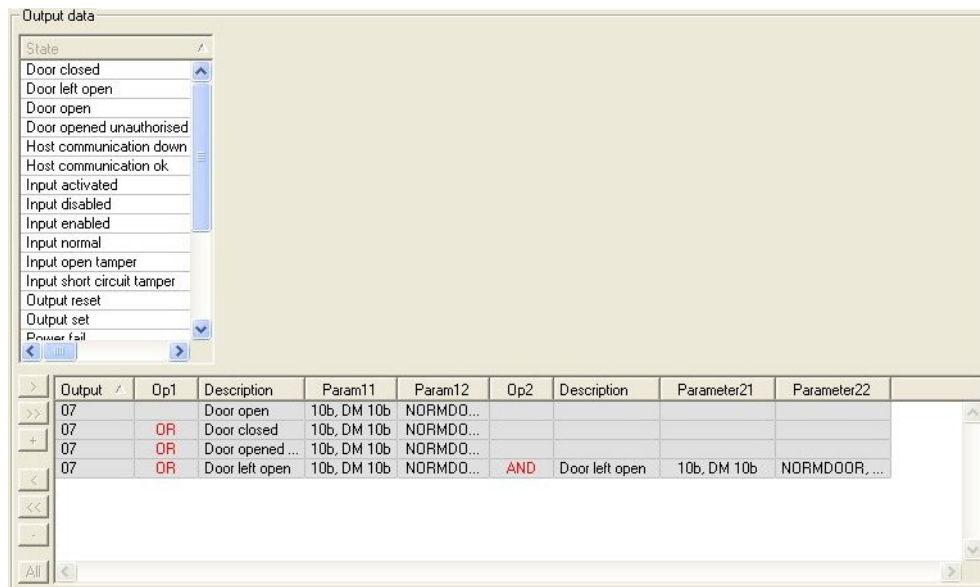 Output data
State
Door closed
Door left open
Door open
Door opened unauthorised
Host communication down
Host communication ok
Input activated
Input disabled
Input enabled
Input normal
Input open tamper
Input short circuit tamper
Output reset
Output set
Power fail
> Output Op1 Description Param11 Param12 Op2 Description Parameter21 Parameter22
>> 07 Door open 10b, DM 10b NORMDO...
07 OR Door closed 10b, DM 10b NORMDO...
+ 07 OR Door opened ... 10b, DM 10b NORMDO...
07 OR Door left open 10b, DM 10b NORMDO... AND Door left open 10b, DM 10b NORMDOOR, ...
<
<<
-
All